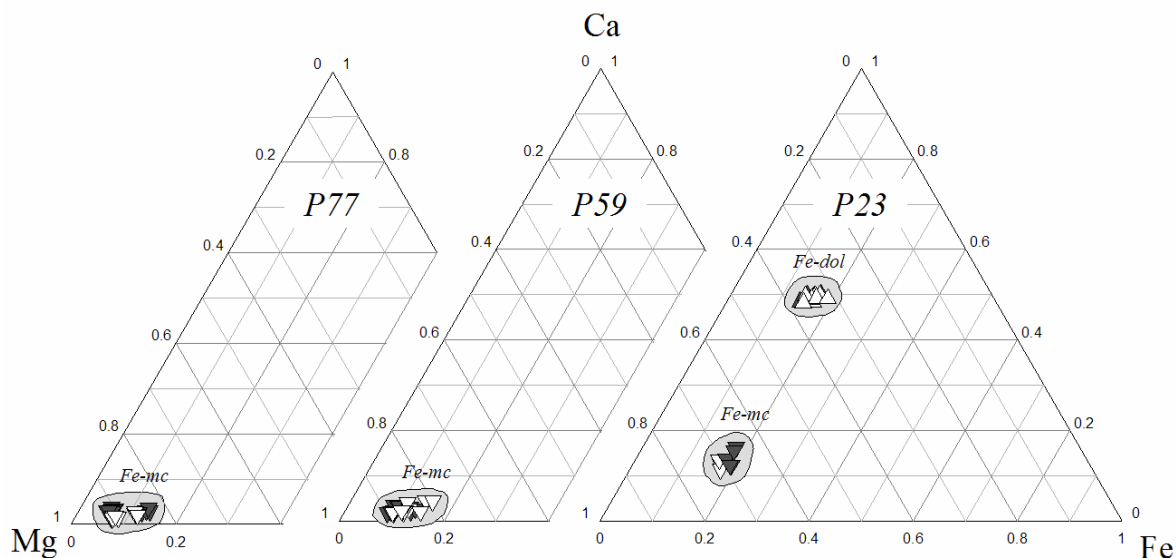 Ca
0 1 0 1 0 1
0.2 0.8 0.2 0.8 0.2 0.8
P77 P59 P23
0.4 0.4 0.4 0.6
Fe-dol
0.6 0.6 0.6 0.4
Fe-mc
0.8 0.8 0.8 0.2
Fe-mc Fe-mc
1 1 1 0
Mg 0 0.2 0 0.2 0 0.2 0.4 0.6 0.8 1 Fe